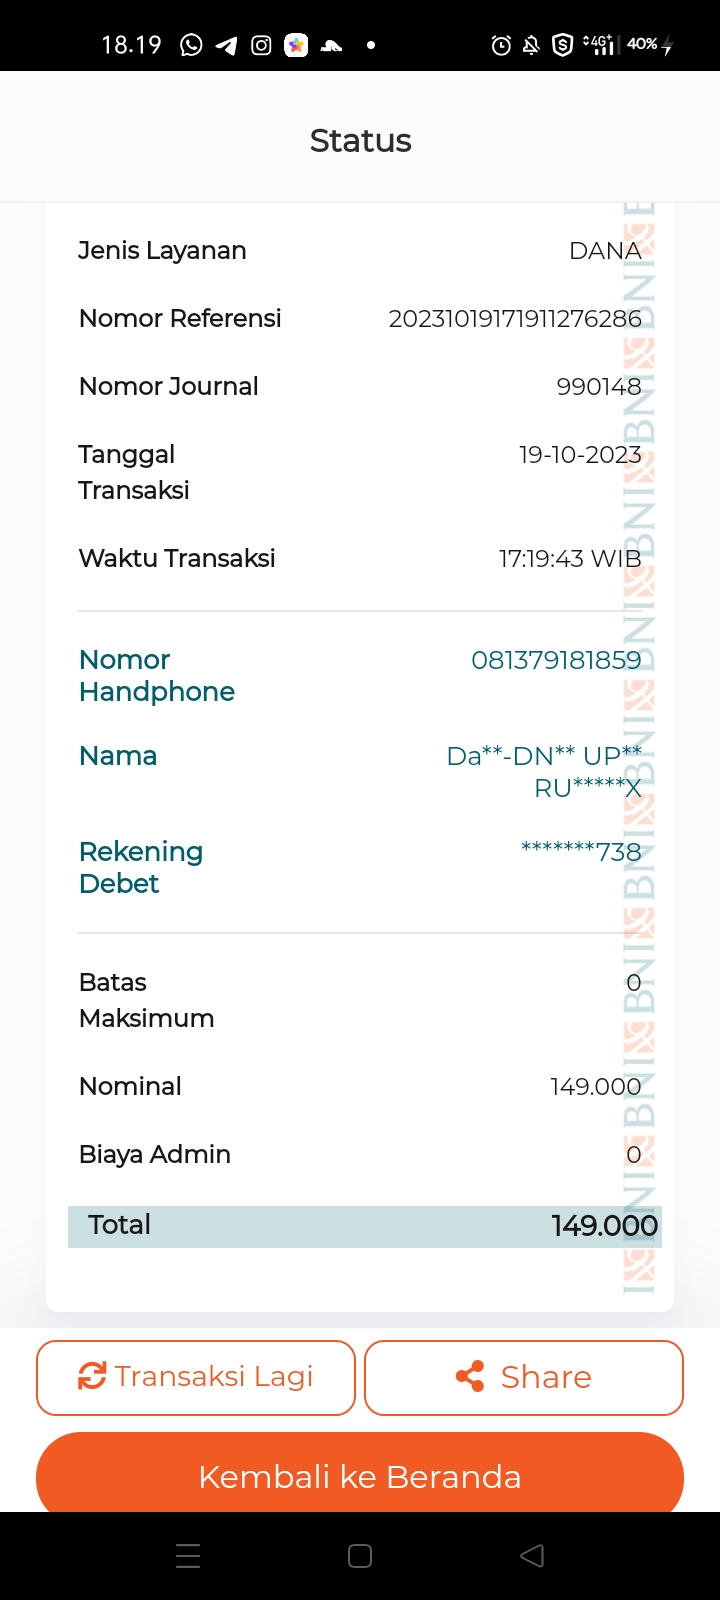 18.19 4G+ 40%
Status
Jenis Layanan DANA
Nomor Referensi 20231019171911276286
Nomor Journal 990148
Tanggal 19-10-2023
Transaksi
Waktu Transaksi 17:19:43 WIB
Nomor 081379181859
Handphone
Nama Da**-DN** UP**
RU*****X
Rekening *******738
Debet
Batas 0
Maksimum
Nominal 149.000
Biaya Admin 0
Total 149.000
BNI BNI BNI BNI BNI BNI BNI BNI BNI
Transaksi Lagi Share
Kembali ke Beranda